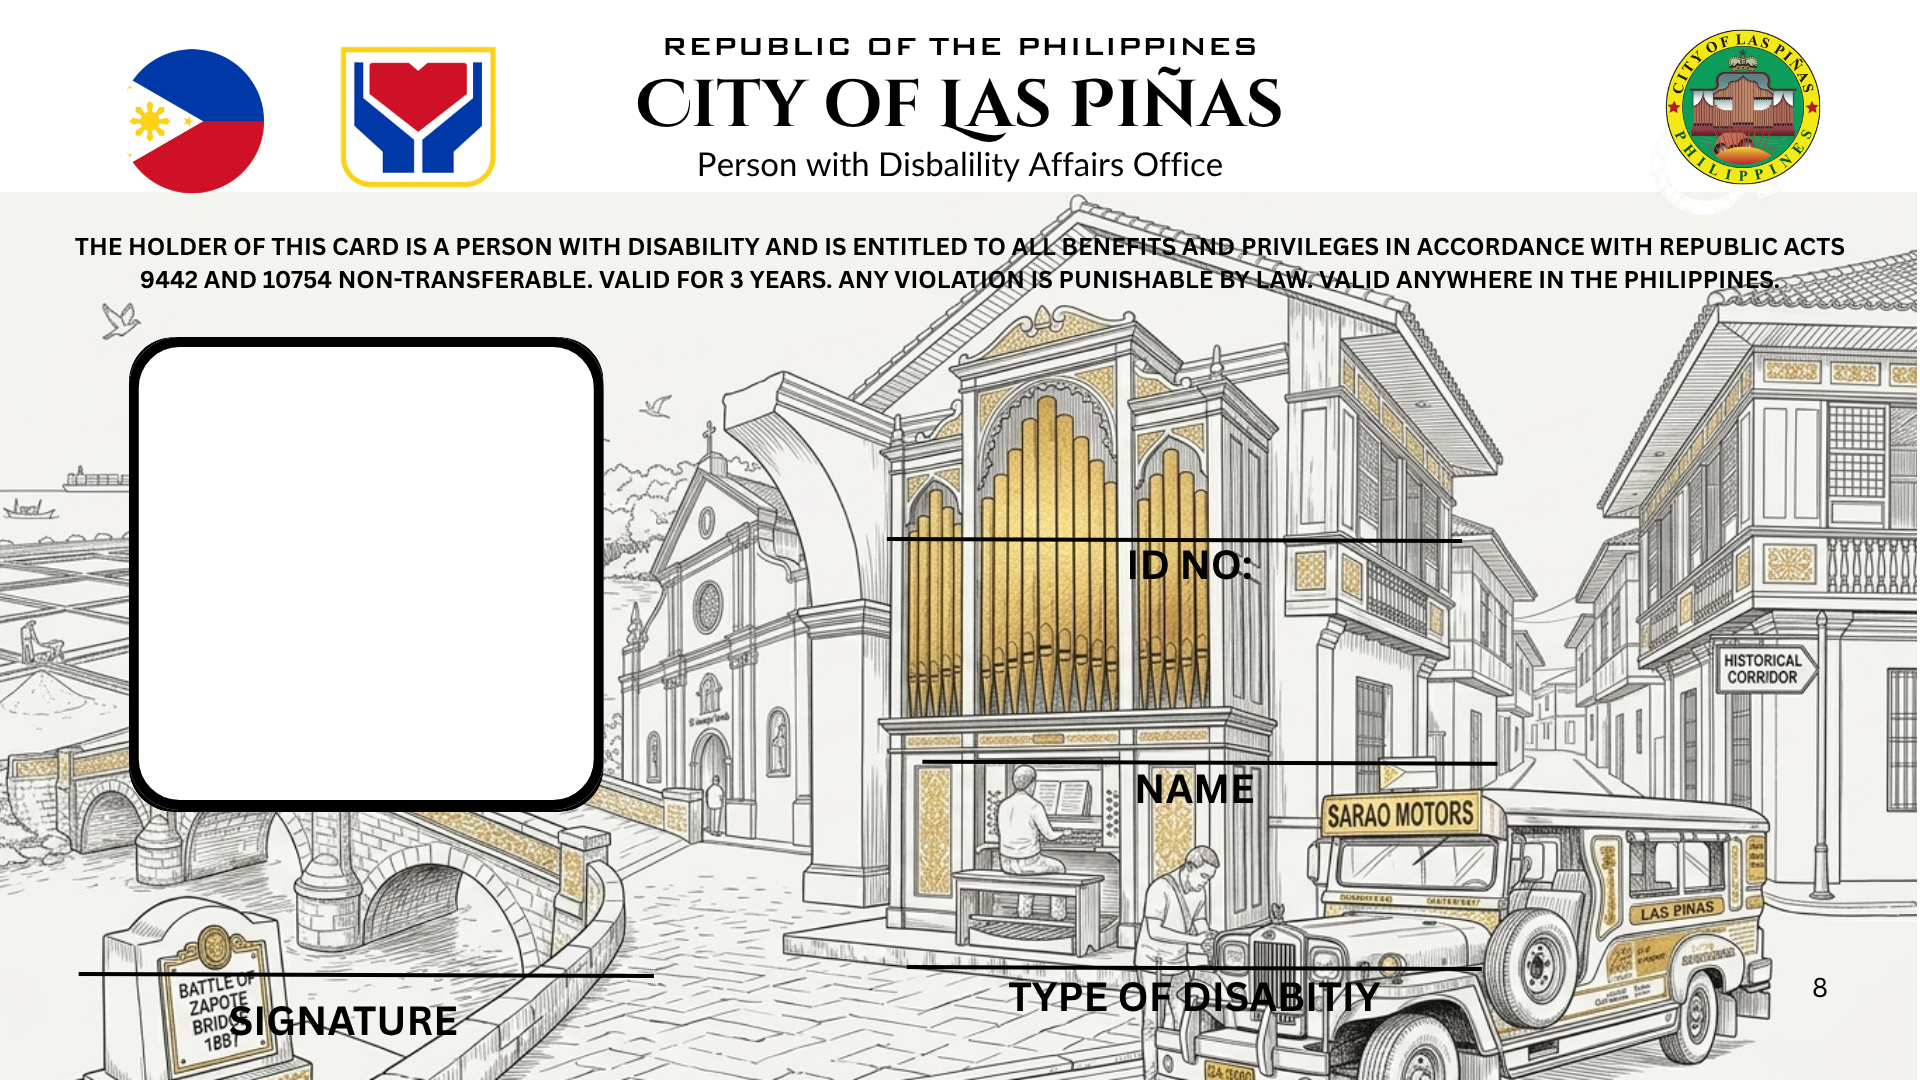 REPUBLIC OF THE PHILIPPINES
CITY OF LAS PIÑAS
Person with Disbalility Affairs Office
CITY OF LAS PIÑAS
PHILIPPINES
THE HOLDER OF THIS CARD IS A PERSON WITH DISABILITY AND IS ENTITLED TO ALL BENEFITS AND PRIVILEGES IN ACCORDANCE WITH REPUBLIC ACTS
9442 AND 10754 NON-TRANSFERABLE. VALID FOR 3 YEARS. ANY VIOLATION IS PUNISHABLE BY LAW. VALID ANYWHERE IN THE PHILIPPINES.
ID NO:
HISTORICAL
CORRIDOR
NAME
SARAO MOTORS
LAS PINAS
TYPE OF DISABITIY
8
BATTLE OF
ZAPOTE
BRIDGE
1887
SIGNATURE